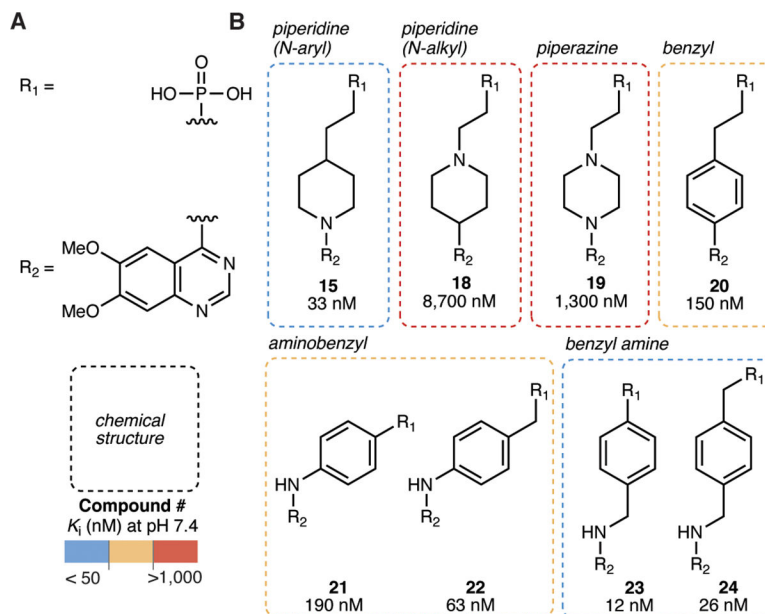 A
R1 =
O
HO
P
OH
R2 =
MeO
MeO
N
N
chemical
structure
Compound #
Ki (nM) at pH 7.4
< 50
>1,000
B
piperidine
(N-aryl)
R1
N
R2
15
33 nM
piperidine
(N-alkyl)
R1
N
R2
18
8,700 nM
piperazine
R1
N
N
R2
19
1,300 nM
benzyl
R1
R2
20
150 nM
aminobenzyl
R1
HN
R2
21
190 nM
R1
HN
R2
22
63 nM
benzyl amine
R1
HN
R2
23
12 nM
R1
HN
R2
24
26 nM